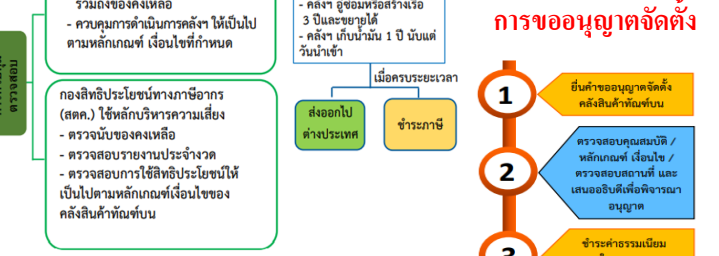 รวมถึงของคงเหลือ
- ควบคุมการดำเนินการคลังฯ ให้เป็นไป
ตามหลักเกณฑ์ เงื่อนไขที่กำหนด
ตรวจสอบ
กองสิทธิประโยชน์ทางภาษีอากร
(สตค.) ใช้หลักบริหารความเสี่ยง
- ตรวจนับของคงเหลือ
- ตรวจสอบรายงานประจำงวด
- ตรวจสอบการใช้สิทธิประโยชน์ให้
เป็นไปตามหลักเกณฑ์เงื่อนไขของ
คลังสินค้าทัณฑ์บน
- คลังฯ อู่ซ่อมหรือสร้างเรือ
3 ปีและขยายได้
- คลังฯ เก็บน้ำมัน 1 ปี นับแต่
วันนำเข้า
เมื่อครบระยะเวลา
ส่งออกไป
ต่างประเทศ
ชำระภาษี
การขออนุญาตจัดตั้ง
1
ยื่นคำขออนุญาตจัดตั้ง
คลังสินค้าทัณฑ์บน
2
ตรวจสอบคุณสมบัติ /
หลักเกณฑ์ เงื่อนไข /
ตรวจสอบสถานที่ และ
เสนออธิบดีเพื่อพิจารณา
อนุญาต
3
ชำระค่าธรรมเนียม